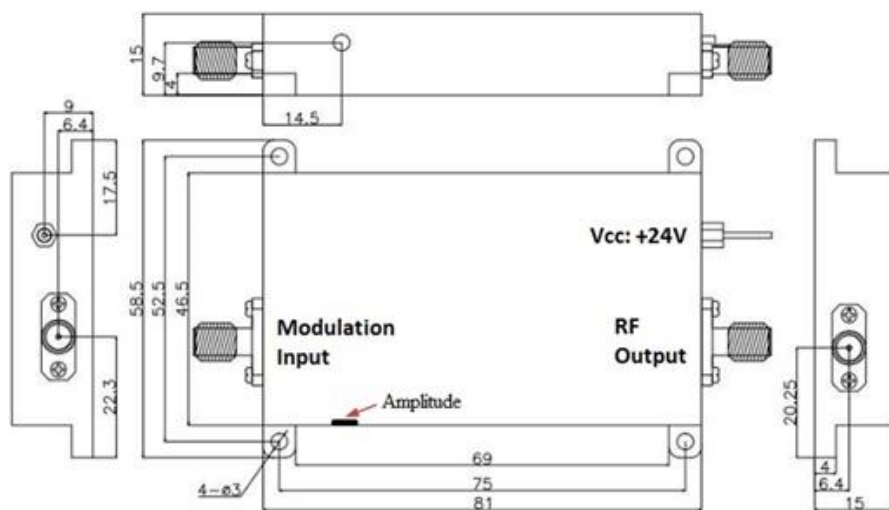 15
9.7
4
14.5
9
6.4
17.5
22.3
58.5
52.5
46.5
Vcc: +24V
Modulation
Input
RF
Output
Amplitude
4-ø3
69
75
81
20.25
4
6.4
15